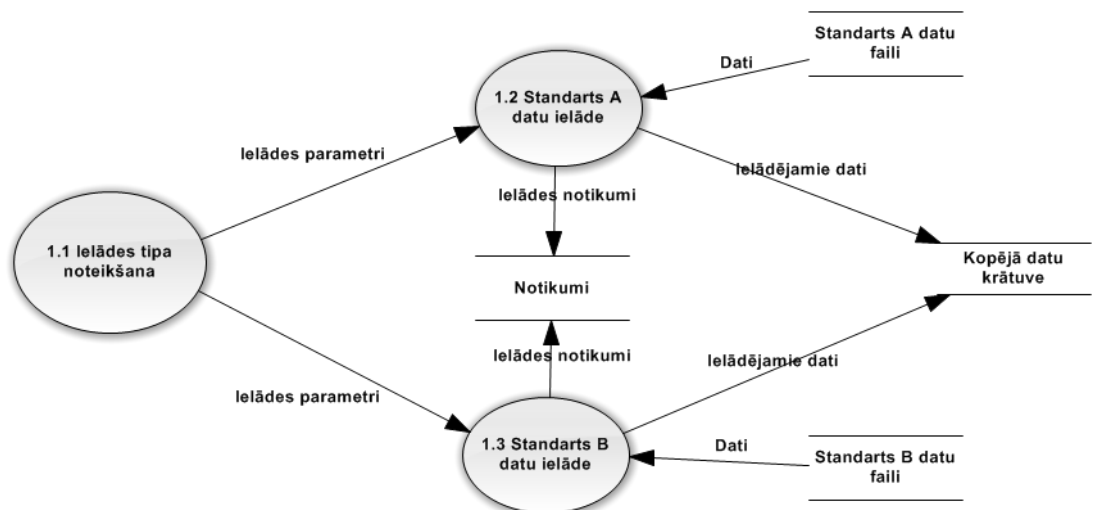 Standarts A datu
faili
Dati
1.2 Standarts A
datu ielāde
Ielādes parametri
Ielādējamie dati
Ielādes notikumi
1.1 Ielādes tipa
noteikšana
Kopējā datu
krātuve
Notikumi
Ielādes notikumi
Ielādējamie dati
Ielādes parametri
1.3 Standarts B
datu ielāde
Dati
Standarts B datu
faili